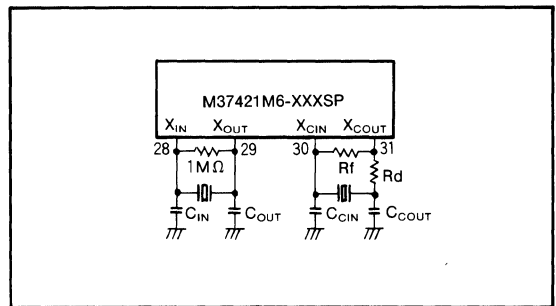 M37421M6-XXXSP
XIN XOUT XCIN XCOUT
28 29 30 31
1MΩ Rf Rd
CIN COUT CCIN CCOUT